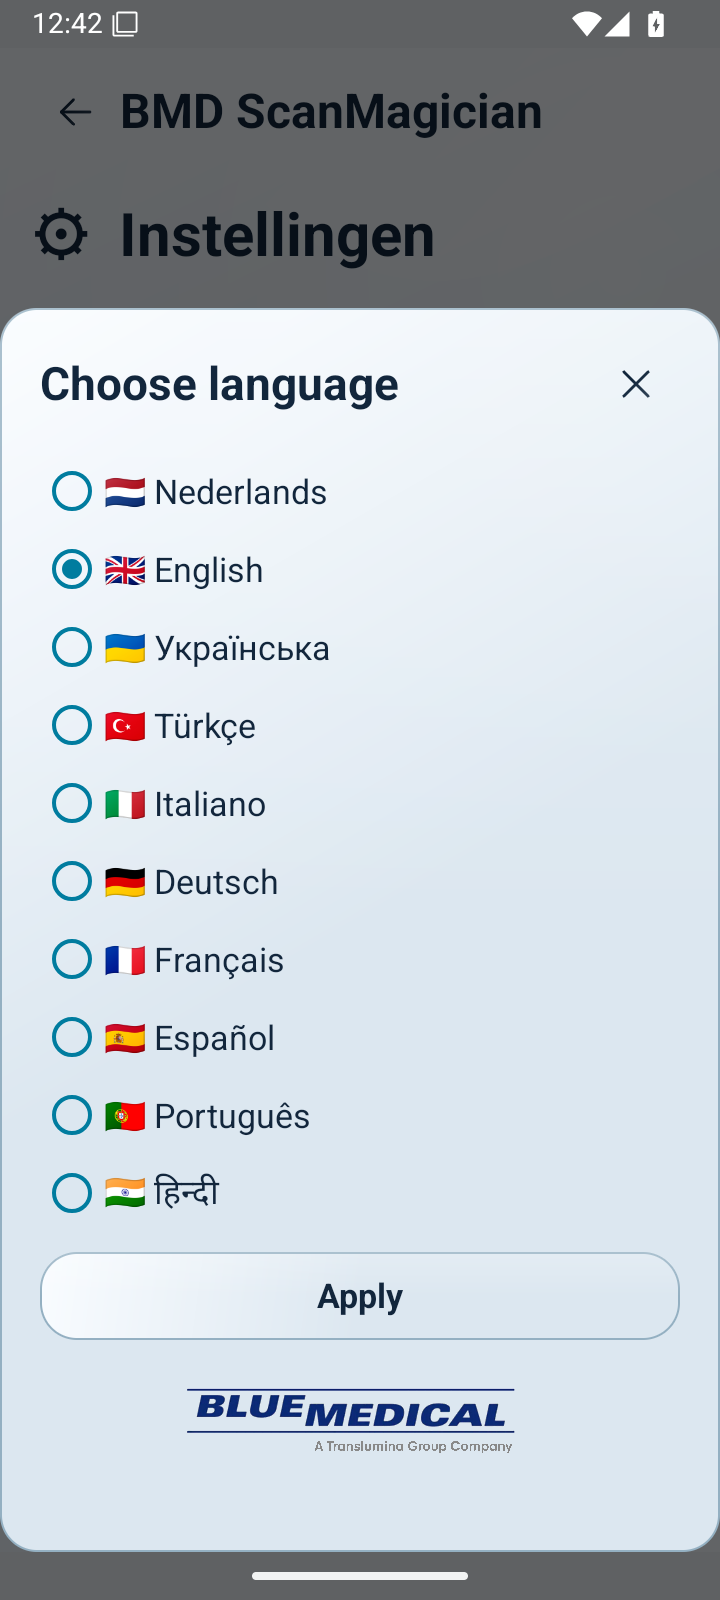 12:42
BMD ScanMagician
Instellingen
Choose language
Nederlands
English
Українська
Türkçe
Italiano
Deutsch
Français
Español
Português
हिन्दी
Apply
BLUEMEDICAL
A Translumina Group Company